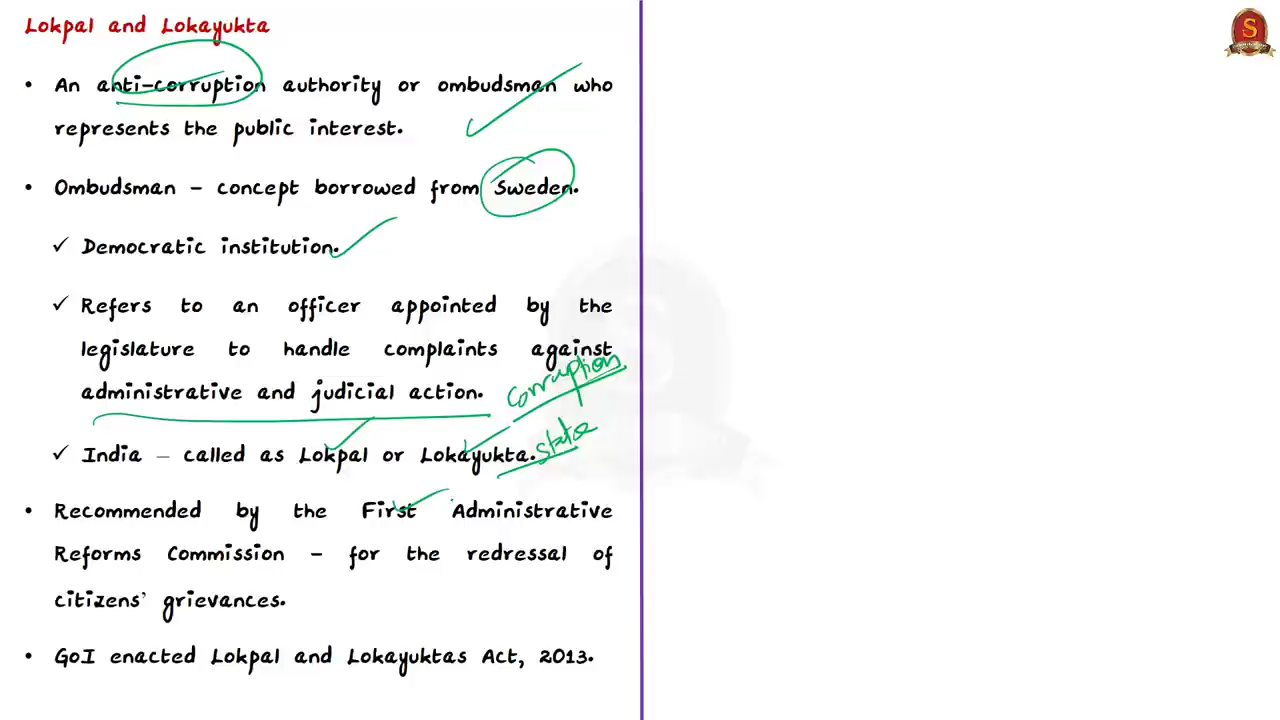 Lokpal and Lokayukta
• An anti-corruption authority or ombudsman who
represents the public interest.
• Ombudsman – concept borrowed from Sweden.
✓ Democratic institution.
✓ Refers to an officer appointed by the
legislature to handle complaints against
administrative and judicial action.
corruption
✓ India – called as Lokpal or Lokayukta.
state
• Recommended by the First Administrative
Reforms Commission – for the redressal of
citizens' grievances.
• GoI enacted Lokpal and Lokayuktas Act, 2013.
S